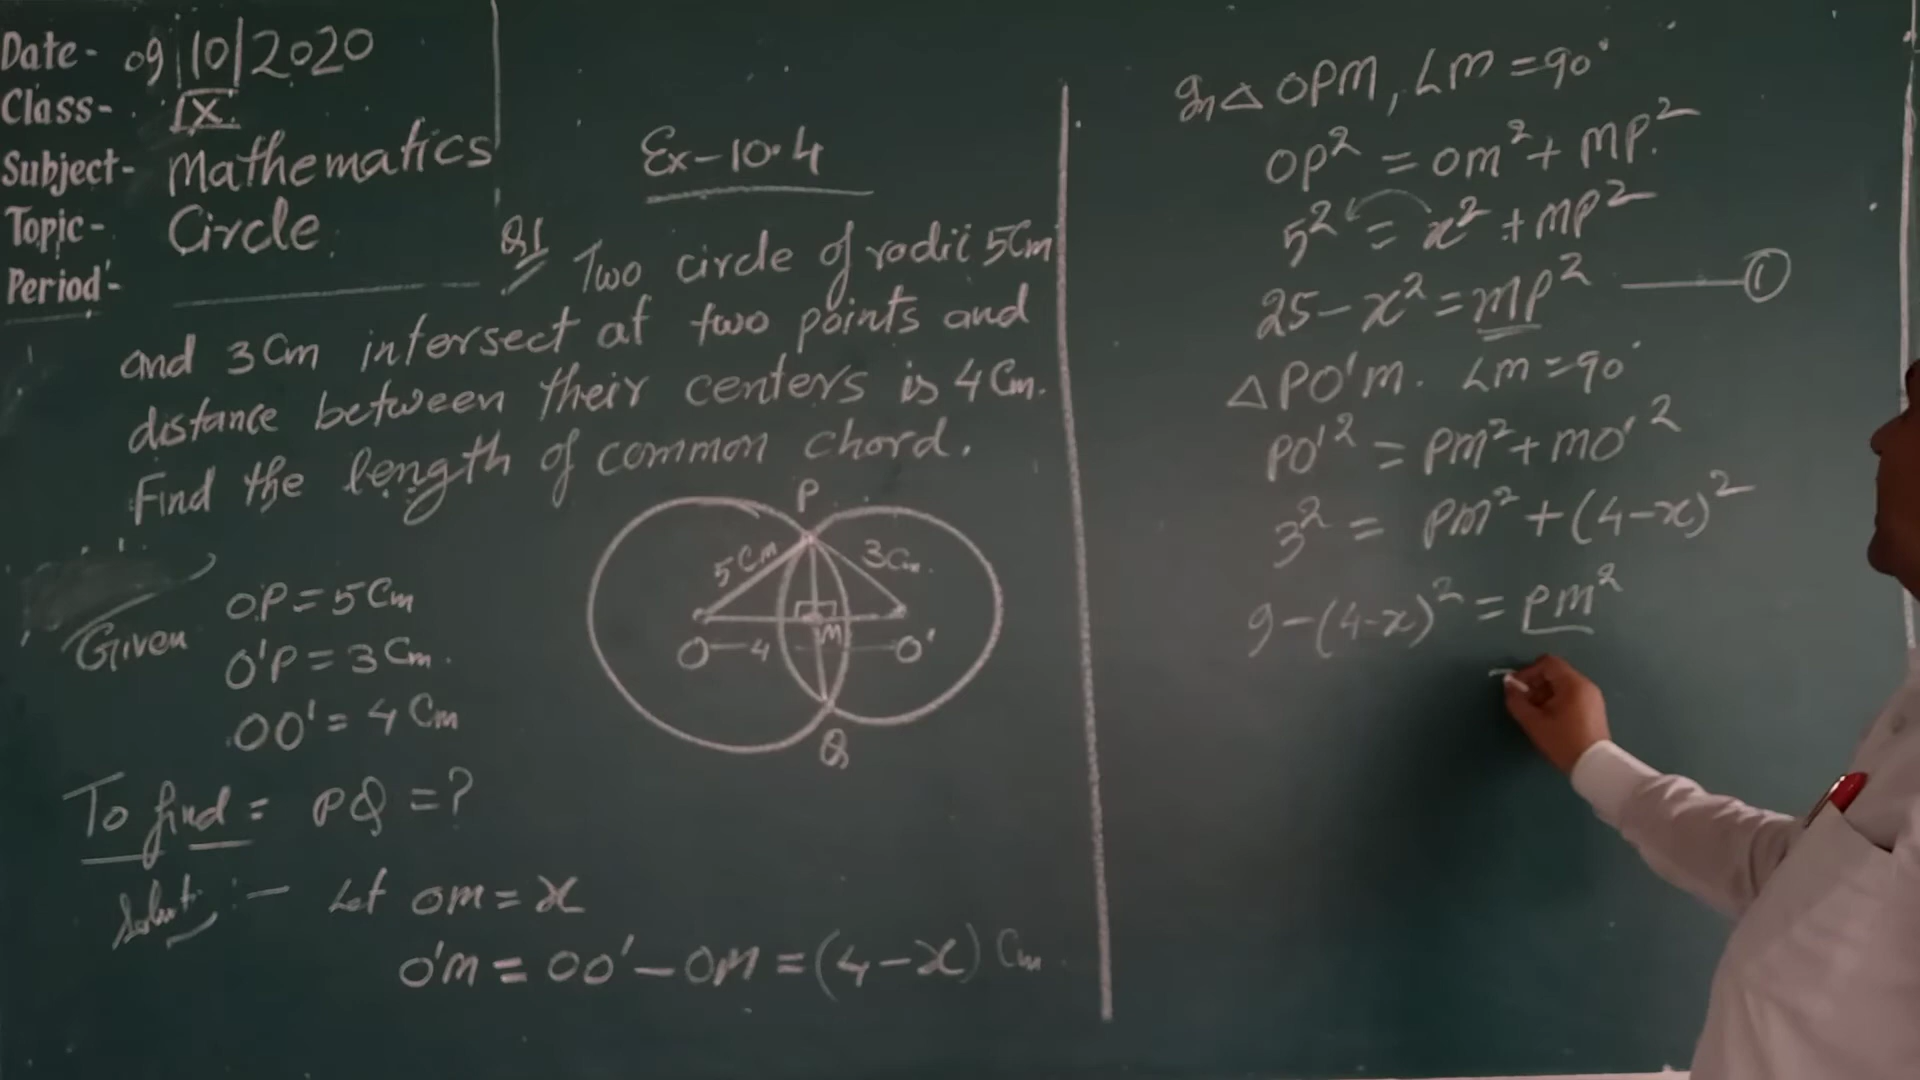 Date- 09/10/2020
Class- IX
Subject- Mathematics
Topic- Circle
Period-
Ex-10.4
Q1 Two circle of radii 5Cm
and 3Cm intersect at two points and
distance between their centers is 4Cm.
Find the length of common chord.
P
5Cm
3Cm.
M
O-4
O'
Q
Given OP=5Cm
O'P=3Cm.
OO'=4Cm
To find= PQ=?
Solut:- Let OM=x
O'M=OO'-OM=(4-x) Cm
In △ OPM, ∠M=90°
OP²=OM²+MP².
5²=x²+MP²
25-x²=MP² ①
△PO'M. ∠M=90°
PO'²=PM²+MO'²
3²=PM²+(4-x)²
9-(4-x)²=PM²